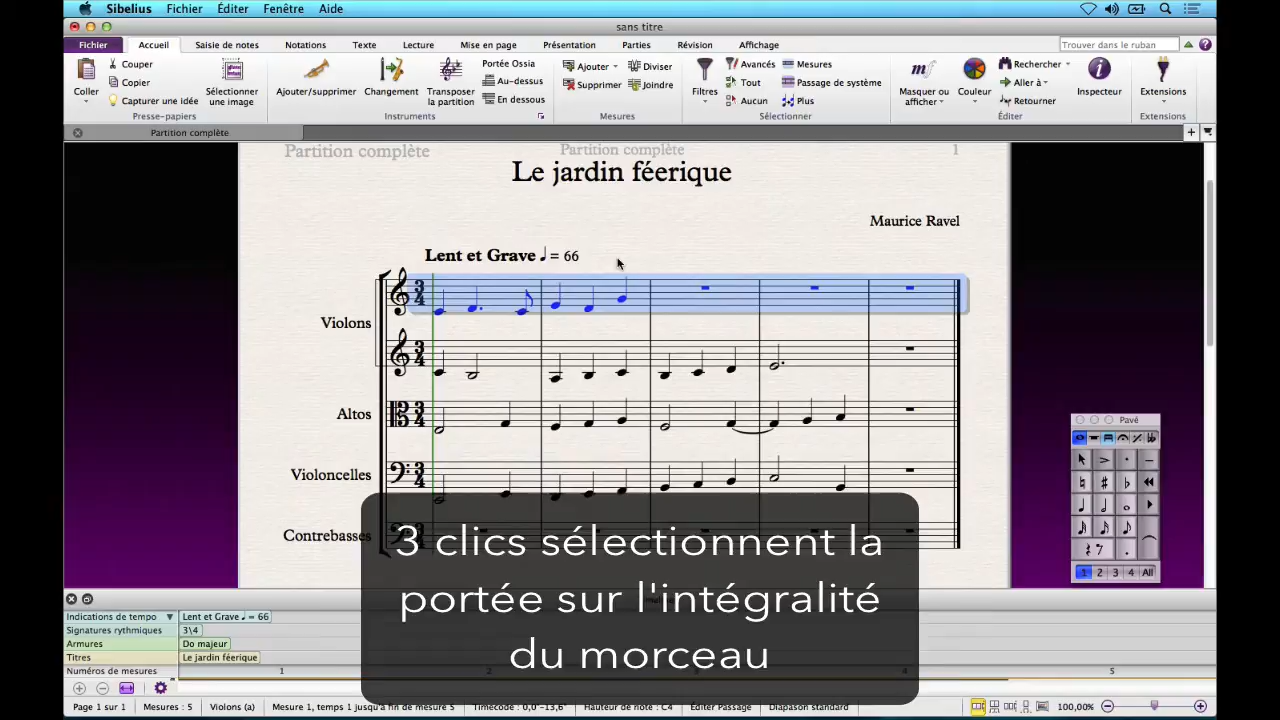 Sibelius Fichier Éditer Fenêtre Aide
sans titre
Fichier Accueil Saisie de notes Notations Texte Lecture Mise en page Présentation Parties Révision Affichage Trouver dans le ruban
Coller
Couper
Copier
Capturer une idée
Sélectionner
une image
Presse-papiers
Ajouter/supprimer
Changement
Transposer
la partition
Portée Ossia
Au-dessus
En dessous
Instruments
Ajouter Diviser
Supprimer Joindre
Mesures
Filtres
Avancés Mesures
Tout Passage de système
Aucun Plus
Sélectionner
Masquer ou
afficher
Couleur
Rechercher
Aller à
Retourner
Inspecteur
Éditer
Extensions
Extensions
Partition complète
Partition complète Partition complète 1
Le jardin féerique
Maurice Ravel
Lent et Grave ♩ = 66
Violons
Altos
Violoncelles
Contrebasses
Pavé
1 2 3 4 All
3 clics sélectionnent la
portée sur l'intégralité
du morceau
Indications de tempo Lent et Grave ♩ = 66
Signatures rythmiques 3\4
Armures Do majeur
Titres Le jardin féerique
Numéros de mesures 1 2 4 5
Page 1 sur 1 Mesures : 5 Violons (a) Mesure 1, temps 1 jusqu'à fin de mesure 5 Timecode : 0,0"-13,6" Hauteur de note : C4 Éditer Passage Diapason standard 100,00%